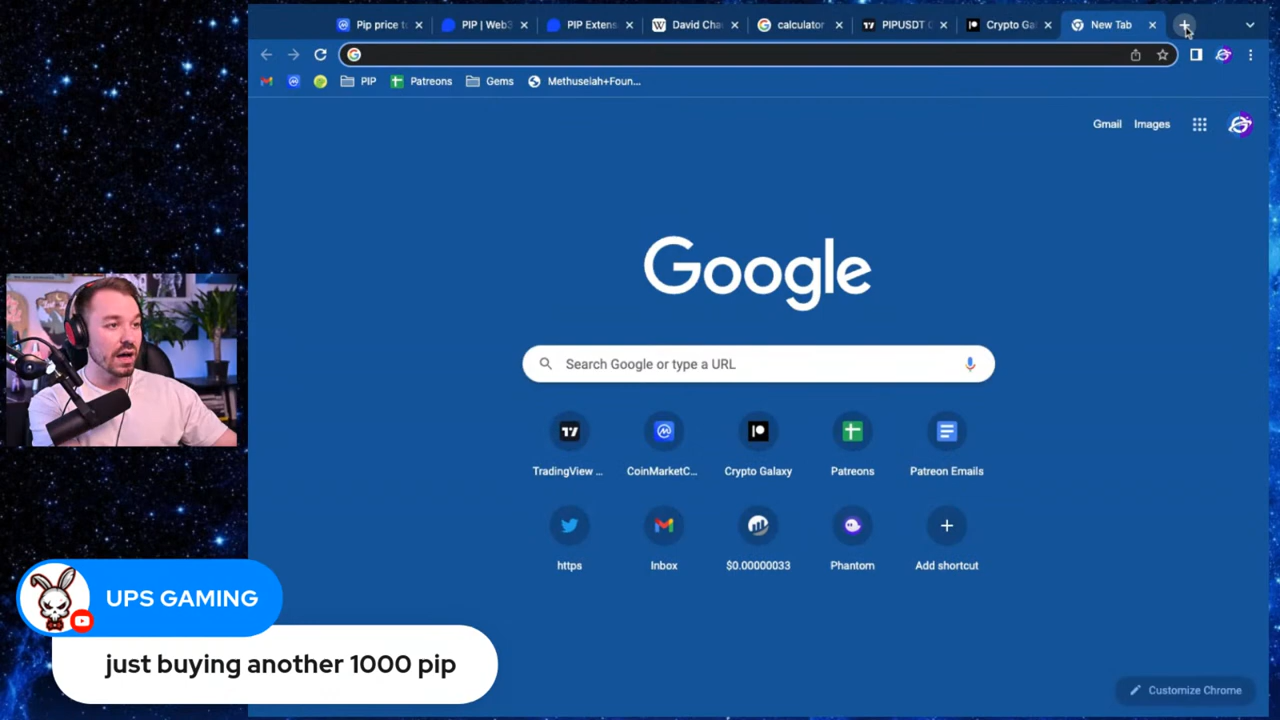 Pip price t
PIP | Web3
PIP Extens
David Cha
calculator
PIPUSDT
Crypto Ga
New Tab
PIP
Patreons
Gems
Methuselah+Foun...
Gmail
Images
Google
Search Google or type a URL
TradingView ...
CoinMarketC...
Crypto Galaxy
Patreons
Patreon Emails
https
Inbox
$0.00000033
Phantom
Add shortcut
UPS GAMING
just buying another 1000 pip
Customize Chrome